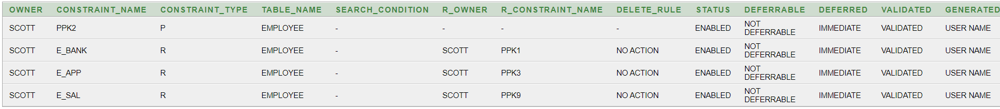 OWNER CONSTRAINT_NAME CONSTRAINT_TYPE TABLE_NAME SEARCH_CONDITION R_OWNER R_CONSTRAINT_NAME DELETE_RULE STATUS DEFERRABLE DEFERRED VALIDATED GENERATED
SCOTT PPK2 P EMPLOYEE - - - - ENABLED NOT DEFERRABLE IMMEDIATE VALIDATED USER NAME
SCOTT E_BANK R EMPLOYEE - SCOTT PPK1 NO ACTION ENABLED NOT DEFERRABLE IMMEDIATE VALIDATED USER NAME
SCOTT E_APP R EMPLOYEE - SCOTT PPK3 NO ACTION ENABLED NOT DEFERRABLE IMMEDIATE VALIDATED USER NAME
SCOTT E_SAL R EMPLOYEE - SCOTT PPK9 NO ACTION ENABLED NOT DEFERRABLE IMMEDIATE VALIDATED USER NAME